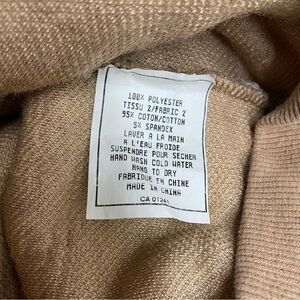 100% POLYESTER
TISSU 2/FABRIC 2
95% COTON/COTTON
5% SPANDEX
LAVER A LA MAIN
A L'EAU FROIDE
SUSPENDRE POUR SECHER
HAND WASH COLD WATER
HANG TO DRY
FABRIQUE EN CHINE
MADE IN CHINA
CA 01241